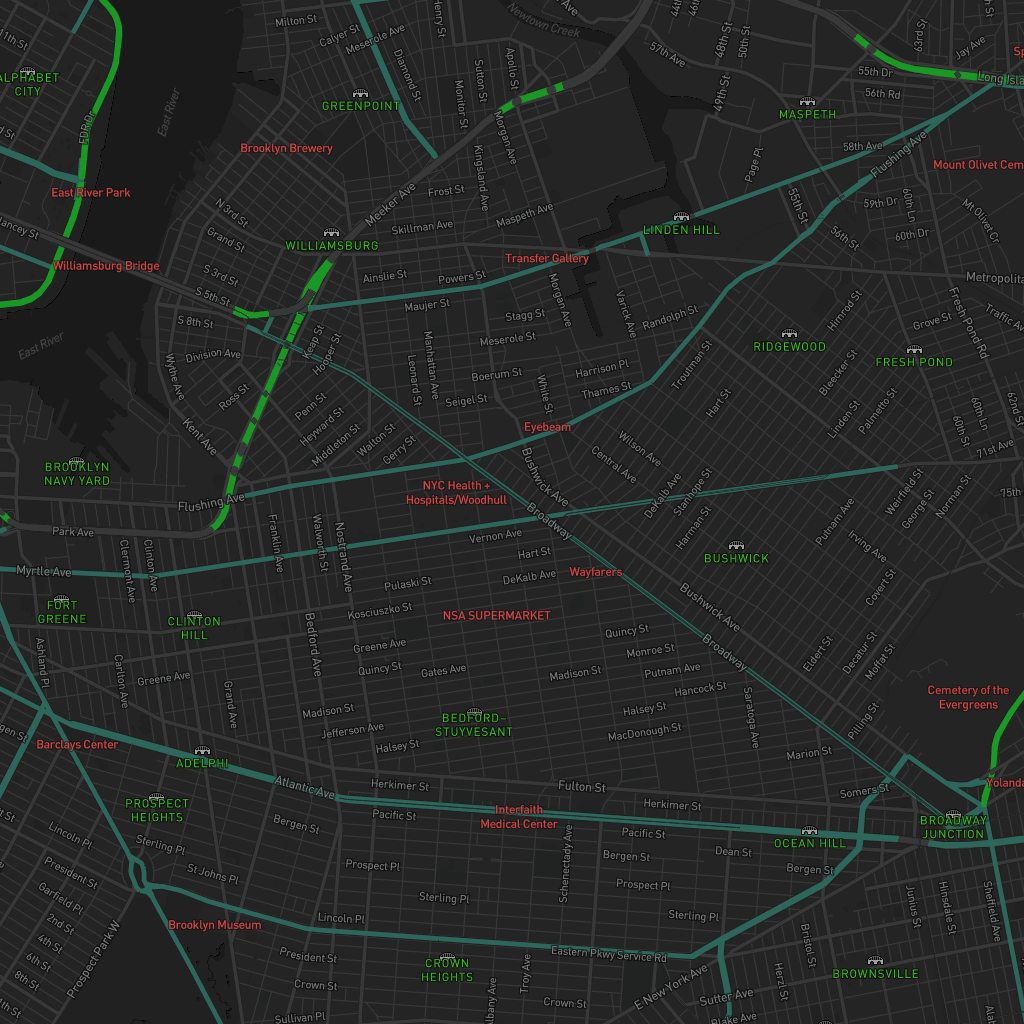 Milton St
Calyer St
Meserole Ave
Henry St
Newtown Creek
Ave
44th St
46th St
48th St
50th St
63rd St
Jay Ave
11th St
ALPHABET
CITY
East River
Diamond St
Monitor St
Sutton St
Apollo St
57th Ave
49th St
55th Dr
56th Rd
Long Isla
GREENPOINT
MASPETH
FDR Dr
d St
Brooklyn Brewery
Kingsland Ave
Morgan Ave
58th Ave
Flushing Ave
Mount Olivet Cem
Page Pl
East River Park
Meeker Ave
Frost St
55th St
59th Dr
60th Ln
Mt Olivet Cr
N 3rd St
Grand St
Skillman Ave
Maspeth Ave
LINDEN HILL
56th St
60th Dr
lancey St
WILLIAMSBURG
Williamsburg Bridge
S 3rd St
S 5th St
Ainslie St
Powers St
Transfer Gallery
Metropolita
S 8th St
Maujer St
Stagg St
Morgan Ave
Varick Ave
Randolph St
Himrod St
Grove St
Fresh Pond Rd
Traffic Av
East River
Division Ave
Keap St
Hooper St
Meserole St
RIDGEWOOD
FRESH POND
Wythe Ave
Manhattan Ave
Leonard St
Boerum St
Harrison Pl
Thames St
Troutman St
Bleecker St
Ross St
Penn St
Seigel St
White St
Hart St
Linden St
Palmetto St
60th St
60th Ln
62nd St
Kent Ave
Heyward St
Middleton St
Walton St
Gerry St
Eyebeam
Wilson Ave
Central Ave
71st Ave
BROOKLYN
NAVY YARD
Flushing Ave
NYC Health +
Hospitals/Woodhull
Bushwick Ave
DeKalb Ave
Stanhope St
Weirfield St
George St
Norman St
75th
Park Ave
Clermont Ave
Clinton Ave
Franklin Ave
Walworth St
Nostrand Ave
Broadway
Vernon Ave
Harman St
Putnam Ave
Irving Ave
Hart St
BUSHWICK
Myrtle Ave
Pulaski St
DeKalb Ave
Wayfarers
Covert St
FORT
GREENE
CLINTON
HILL
Kosciuszko St
NSA SUPERMARKET
Bushwick Ave
Bedford Ave
Greene Ave
Quincy St
Broadway
Eldert St
Decatur St
Moffat St
Ashland Pl
Carlton Ave
Greene Ave
Quincy St
Gates Ave
Madison St
Monroe St
Putnam Ave
Hancock St
Cemetery of the
Evergreens
Grand Ave
Madison St
BEDFORD–
STUYVESANT
Halsey St
Saratoga Ave
Pilling St
Barclays Center
gen St
ADELPHI
Jefferson Ave
Halsey St
MacDonough St
Marion St
Atlantic Ave
Herkimer St
Fulton St
Herkimer St
Somers St
Yolanda
PROSPECT
HEIGHTS
Pacific St
Interfaith
Medical Center
Pacific St
OCEAN HILL
BROADWAY
JUNCTION
Bergen St
Lincoln Pl
Sterling Pl
President St
St Johns Pl
Prospect Pl
Schenectady Ave
Bergen St
Dean St
Bergen St
Garfield Pl
2nd St
4th St
6th St
8th St
11th St
Prospect Park W
Sterling Pl
Prospect Pl
Junius St
Hinsdale St
Sheffield Ave
Brooklyn Museum
Lincoln Pl
Sterling Pl
President St
CROWN
HEIGHTS
Eastern Pkwy Service Rd
Troy Ave
Bristol St
BROWNSVILLE
Crown St
Crown St
E New York Ave
Sutter Ave
Herzl St
Sullivan Pl
lbany Ave
Blake Ave
Alab